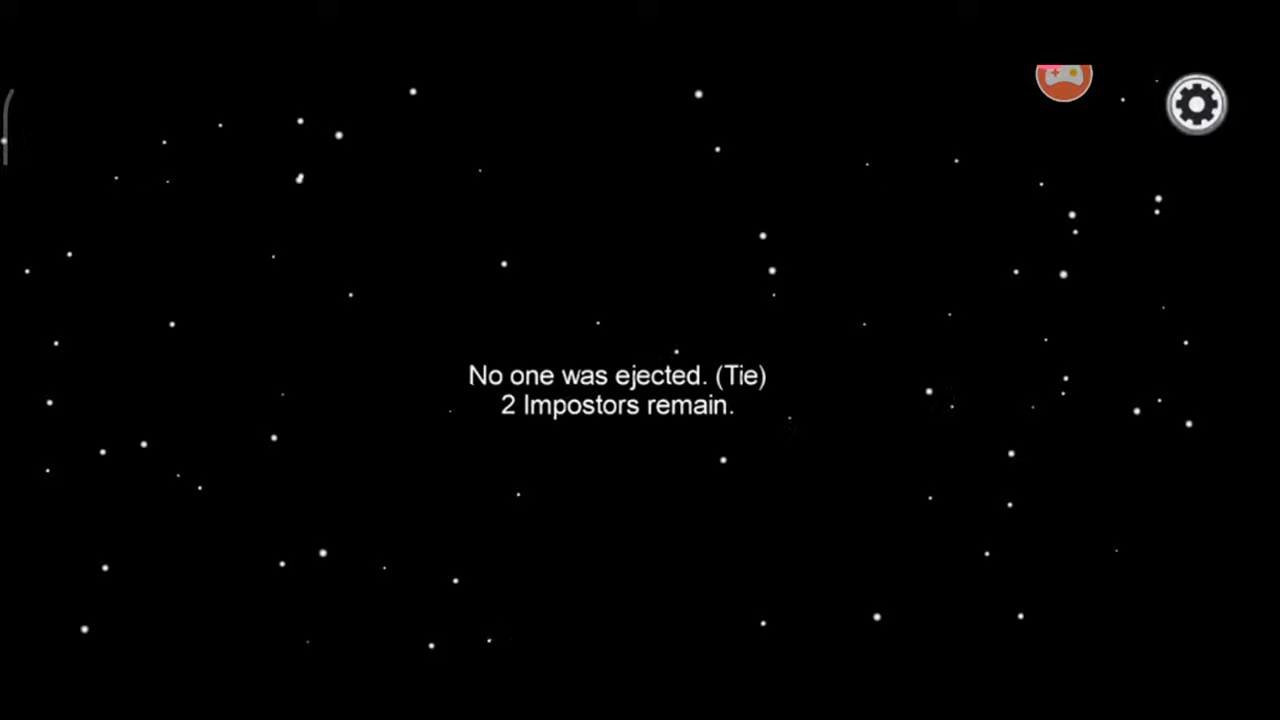 No one was ejected. (Tie)
2 Impostors remain.